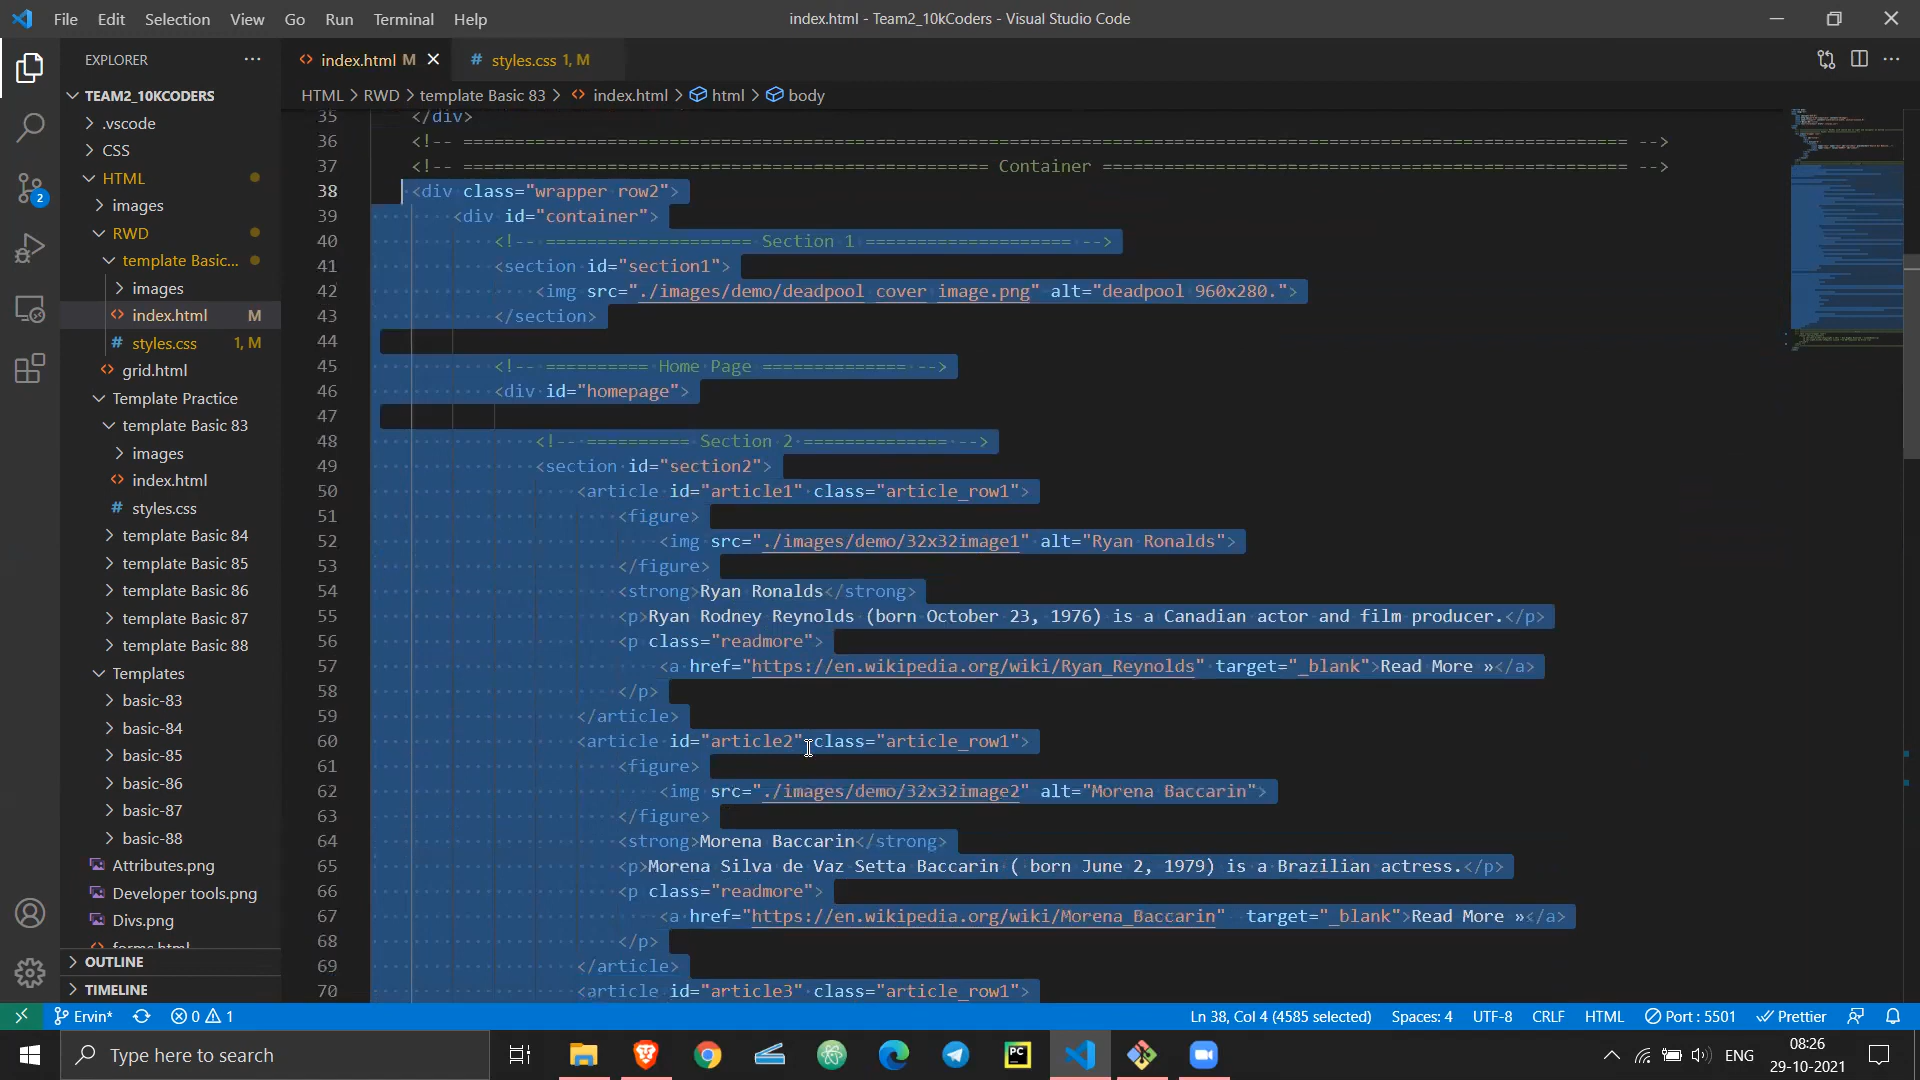 File Edit Selection View Go Run Terminal Help
index.html - Team2_10kCoders - Visual Studio Code
EXPLORER
TEAM2_10KCODERS
.vscode
CSS
HTML
images
RWD
template Basic...
images
index.html M
styles.css 1, M
grid.html
Template Practice
template Basic 83
images
index.html
styles.css
template Basic 84
template Basic 85
template Basic 86
template Basic 87
template Basic 88
Templates
basic-83
basic-84
basic-85
basic-86
basic-87
basic-88
Attributes.png
Developer tools.png
Divs.png
forms.html
OUTLINE
TIMELINE
2
index.html M
styles.css 1, M
HTML > RWD > template Basic 83 > index.html > html > body
35 </div>
36 <!-- ================================================================================================================= -->
37 <!-- =================================================== Container =================================================== -->
38 <div class="wrapper row2">
39 <div id="container">
40 <!-- ==================== Section 1 ==================== -->
41 <section id="section1">
42 <img src="./images/demo/deadpool cover image.png" alt="deadpool 960x280.">
43 </section>
44
45 <!-- ========== Home Page ============== -->
46 <div id="homepage">
47
48 <!-- ========== Section 2 ============== -->
49 <section id="section2">
50 <article id="article1" class="article_row1">
51 <figure>
52 <img src="./images/demo/32x32image1" alt="Ryan Ronalds">
53 </figure>
54 <strong>Ryan Ronalds</strong>
55 <p>Ryan Rodney Reynolds (born October 23, 1976) is a Canadian actor and film producer.</p>
56 <p class="readmore">
57 <a href="https://en.wikipedia.org/wiki/Ryan_Reynolds" target="_blank">Read More »</a>
58 </p>
59 </article>
60 <article id="article2" class="article_row1">
61 <figure>
62 <img src="./images/demo/32x32image2" alt="Morena Baccarin">
63 </figure>
64 <strong>Morena Baccarin</strong>
65 <p>Morena Silva de Vaz Setta Baccarin ( born June 2, 1979) is a Brazilian actress.</p>
66 <p class="readmore">
67 <a href="https://en.wikipedia.org/wiki/Morena_Baccarin"  target="_blank">Read More »</a>
68 </p>
69 </article>
70 <article id="article3" class="article_row1">
Ervin* 0 1
Ln 38, Col 4 (4585 selected) Spaces: 4 UTF-8 CRLF HTML Port : 5501 Prettier
Type here to search
PC
ENG
08:26
29-10-2021